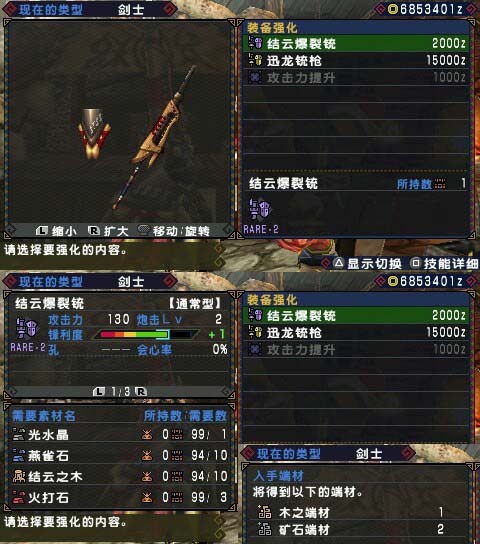 现在的类型 剑士
6853401z
装备强化
结云爆裂铳 2000z
迅龙铳枪 15000z
攻击力提升 1000z
结云爆裂铳 所持数 1
RARE-2
L 缩小 R 扩大 移动/旋转
请选择要强化的内容。
△显示切换 □技能详细
现在的类型 剑士
6853401z
结云爆裂铳 【通常型】
攻击力 130 炮击Lv 2
锋利度 +1
RARE-2
孔 --- 会心率 0%
L 1/3 R
装备强化
结云爆裂铳 2000z
迅龙铳枪 15000z
攻击力提升 1000z
需要素材名 所持数/需要数
光水晶 0 99/ 1
燕雀石 0 94/10
结云之木 0 94/10
火打石 0 99/ 3
请选择要强化的内容。
现在的类型 剑士
入手端材
将得到以下的端材。
木之端材 1
矿石端材 2